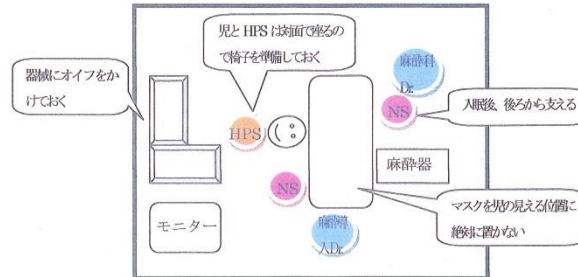 児と HPS は対面で座るの
で椅子を準備しておく
器械にオイフをか
けておく
麻酔科
Dr.
NS
入眠後、後ろから支える
HPS
麻酔器
NS
マスクを児の見える位置に
絶対に置かない
モニター
麻酔導
入Dr.